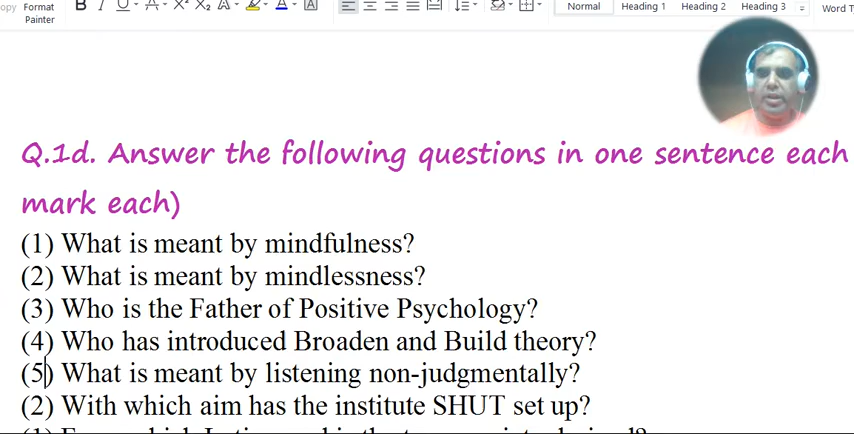 opy Format B I U A X² X₂ A A A Normal Heading 1 Heading 2 Heading 3 Word T
Painter
Q.1d. Answer the following questions in one sentence each
mark each)
(1) What is meant by mindfulness?
(2) What is meant by mindlessness?
(3) Who is the Father of Positive Psychology?
(4) Who has introduced Broaden and Build theory?
(5) What is meant by listening non-judgmentally?
(2) With which aim has the institute SHUT set up?